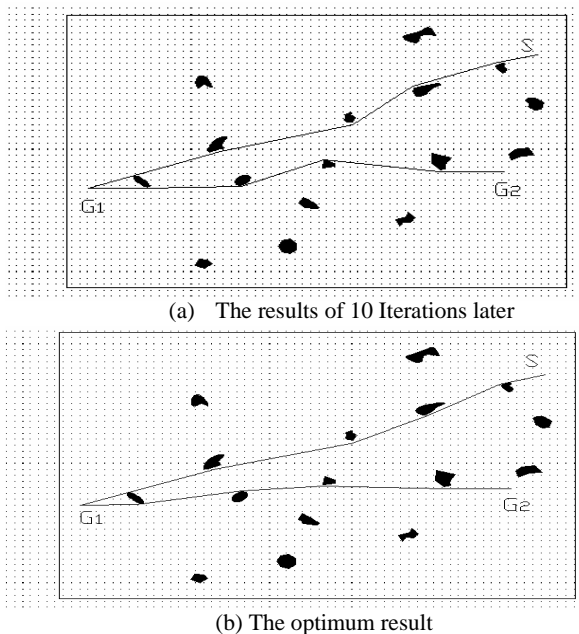 S
G1
G2
(a) The results of 10 Iterations later
S
G1
G2
(b) The optimum result